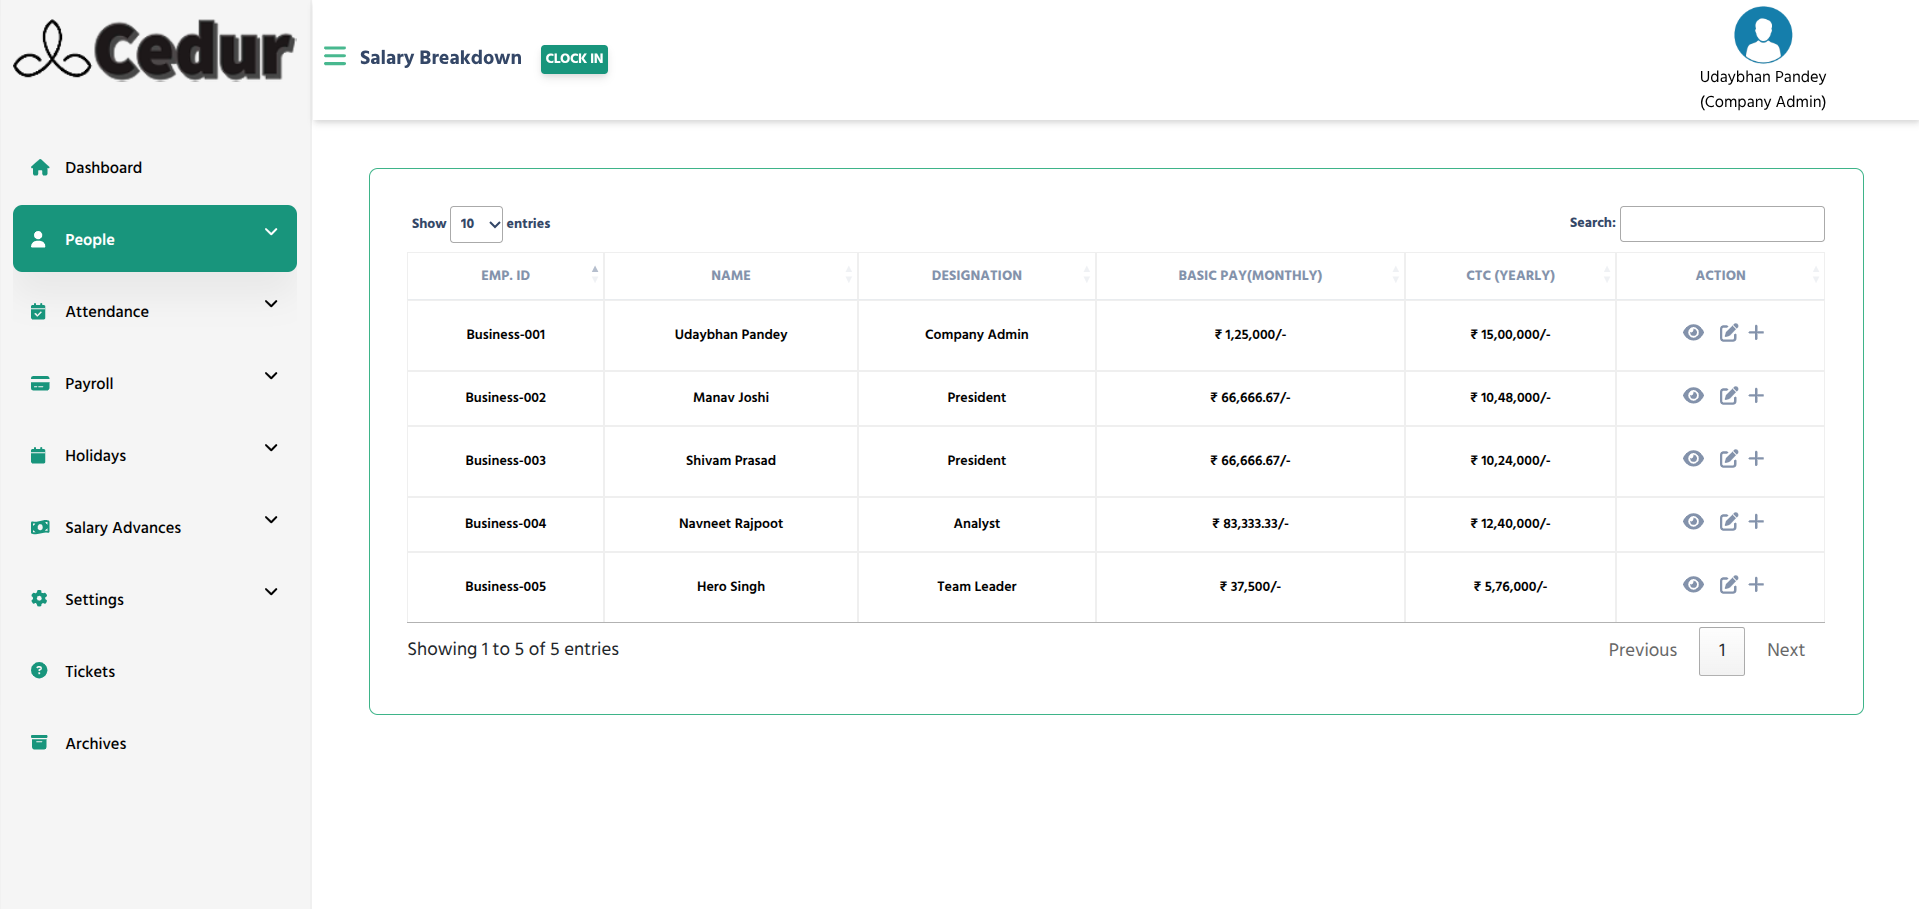 Cedur
Salary Breakdown
CLOCK IN
Udaybhan Pandey
(Company Admin)
Dashboard
People
Attendance
Payroll
Holidays
Salary Advances
Settings
Tickets
Archives
Show 10 entries
Search:
EMP. ID NAME DESIGNATION BASIC PAY(MONTHLY) CTC (YEARLY) ACTION
Business-001 Udaybhan Pandey Company Admin ₹ 1,25,000/- ₹ 15,00,000/-
Business-002 Manav Joshi President ₹ 66,666.67/- ₹ 10,48,000/-
Business-003 Shivam Prasad President ₹ 66,666.67/- ₹ 10,24,000/-
Business-004 Navneet Rajpoot Analyst ₹ 83,333.33/- ₹ 12,40,000/-
Business-005 Hero Singh Team Leader ₹ 37,500/- ₹ 5,76,000/-
Showing 1 to 5 of 5 entries
Previous 1 Next